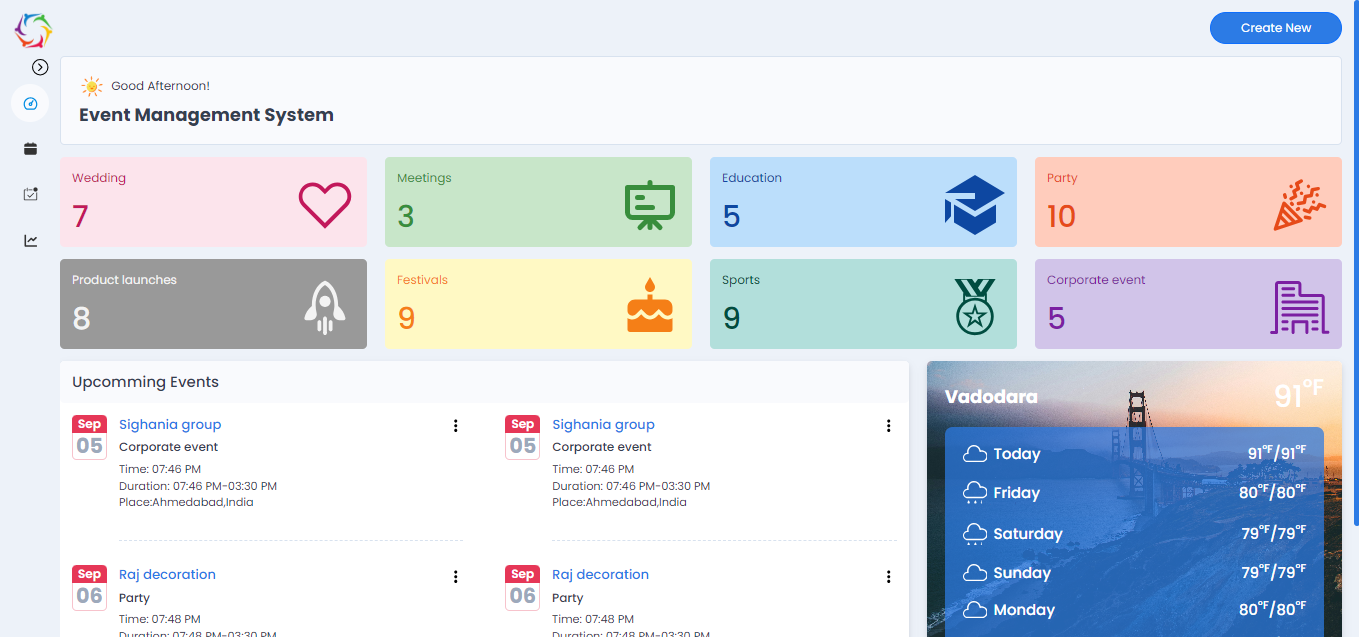 Create New
Good Afternoon!
Event Management System
Wedding
7
Meetings
3
Education
5
Party
10
Product launches
8
Festivals
9
Sports
9
Corporate event
5
Upcomming Events
Sep
05
Sighania group
Corporate event
Time: 07:46 PM
Duration: 07:46 PM-03:30 PM
Place:Ahmedabad,India
Sep
05
Sighania group
Corporate event
Time: 07:46 PM
Duration: 07:46 PM-03:30 PM
Place:Ahmedabad,India
Sep
06
Raj decoration
Party
Time: 07:48 PM
Duration: 07:48 PM-03:30 PM
Sep
06
Raj decoration
Party
Time: 07:48 PM
Duration: 07:48 PM-03:30 PM
Vadodara
91°F
Today 91°F/91°F
Friday 80°F/80°F
Saturday 79°F/79°F
Sunday 79°F/79°F
Monday 80°F/80°F